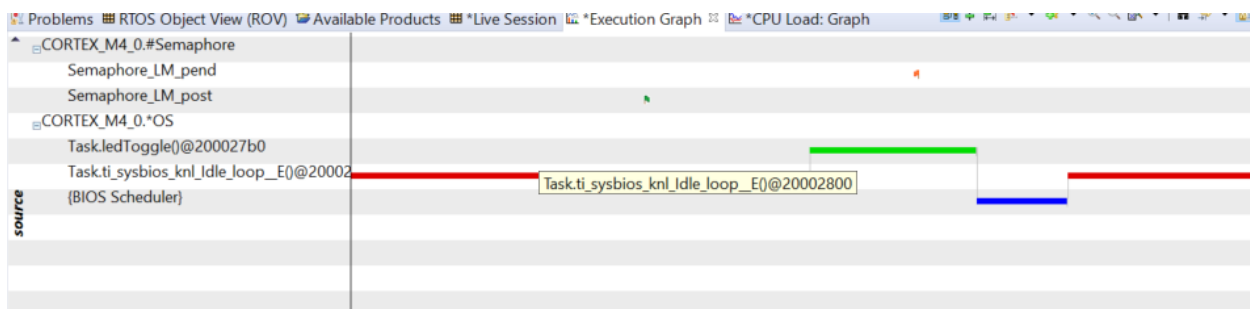 Problems RTOS Object View (ROV) Available Products *Live Session *Execution Graph *CPU Load: Graph
CORTEX_M4_0.#Semaphore
Semaphore_LM_pend
Semaphore_LM_post
CORTEX_M4_0.*OS
Task.ledToggle()@200027b0
Task.ti_sysbios_knl_Idle_loop__E()@20002
Task.ti_sysbios_knl_Idle_loop__E()@20002800
{BIOS Scheduler}
source